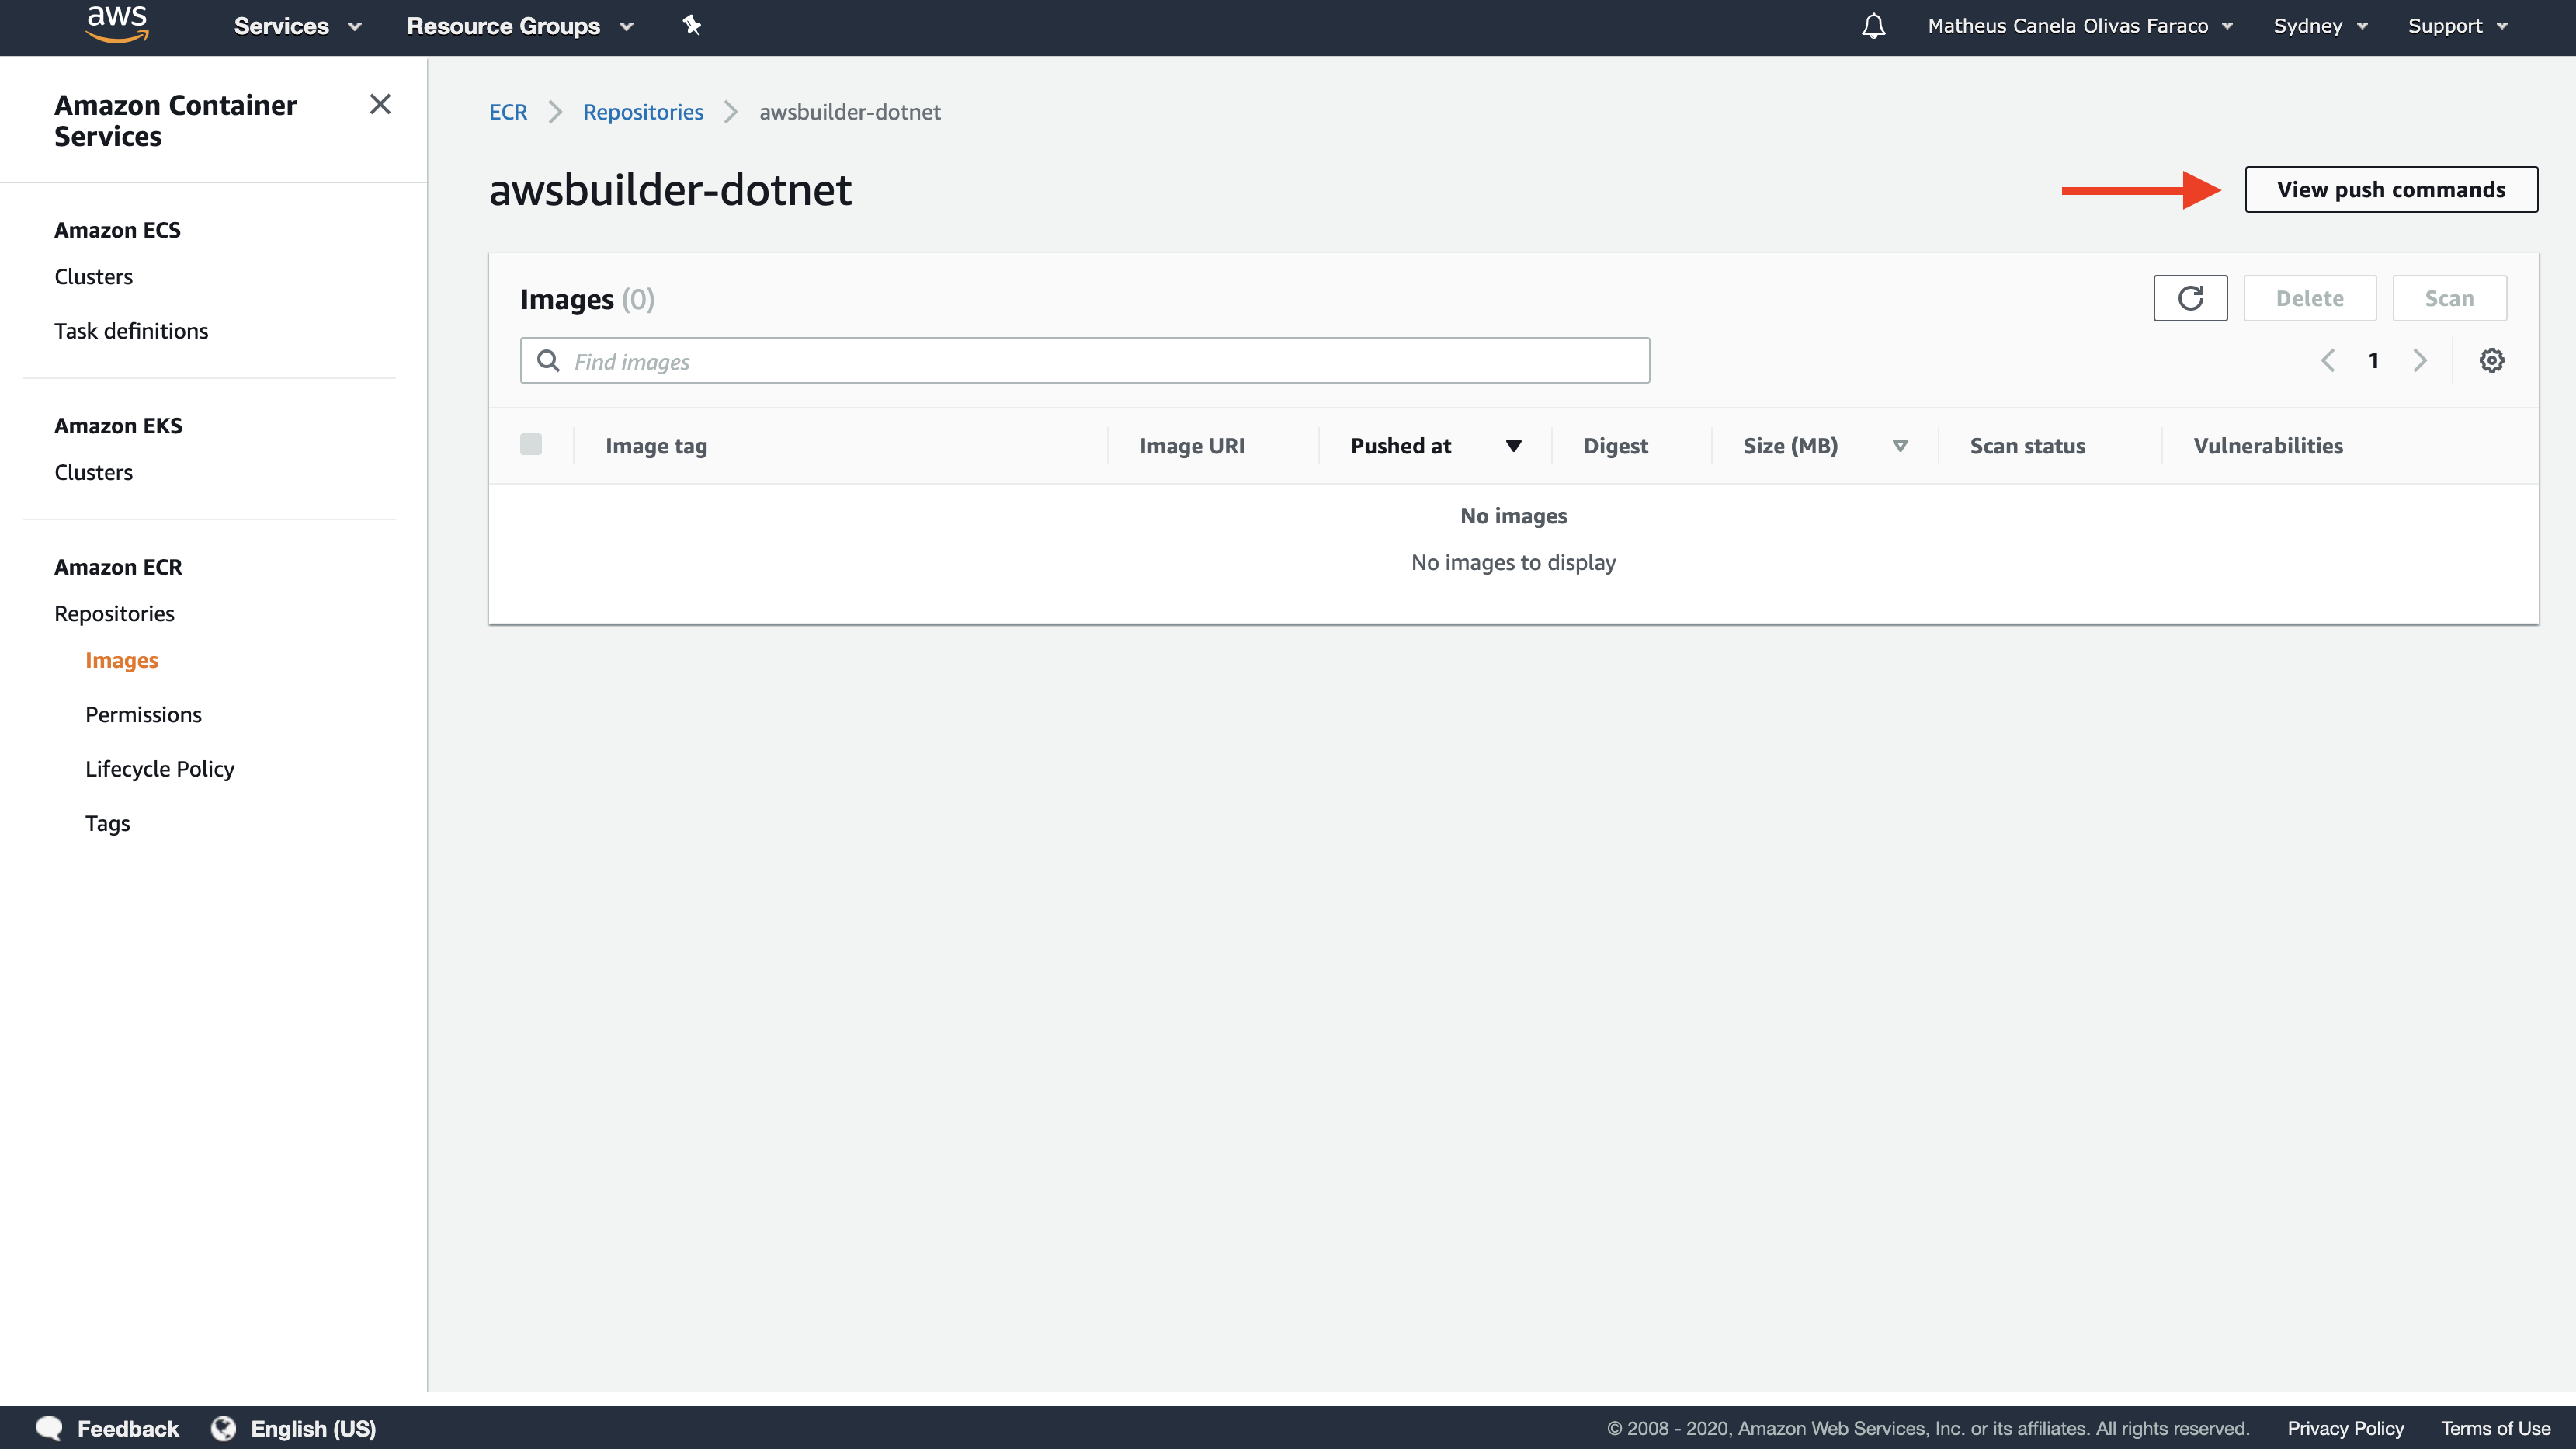 aws
Services
Resource Groups
Matheus Canela Olivas Faraco
Sydney
Support
Amazon Container
Services
Amazon ECS
Clusters
Task definitions
Amazon EKS
Clusters
Amazon ECR
Repositories
Images
Permissions
Lifecycle Policy
Tags
ECR
Repositories
awsbuilder-dotnet
awsbuilder-dotnet
View push commands
Images (0)
Delete
Scan
Find images
1
Image tag
Image URI
Pushed at
Digest
Size (MB)
Scan status
Vulnerabilities
No images
No images to display
Feedback
English (US)
© 2008 - 2020, Amazon Web Services, Inc. or its affiliates. All rights reserved.
Privacy Policy
Terms of Use